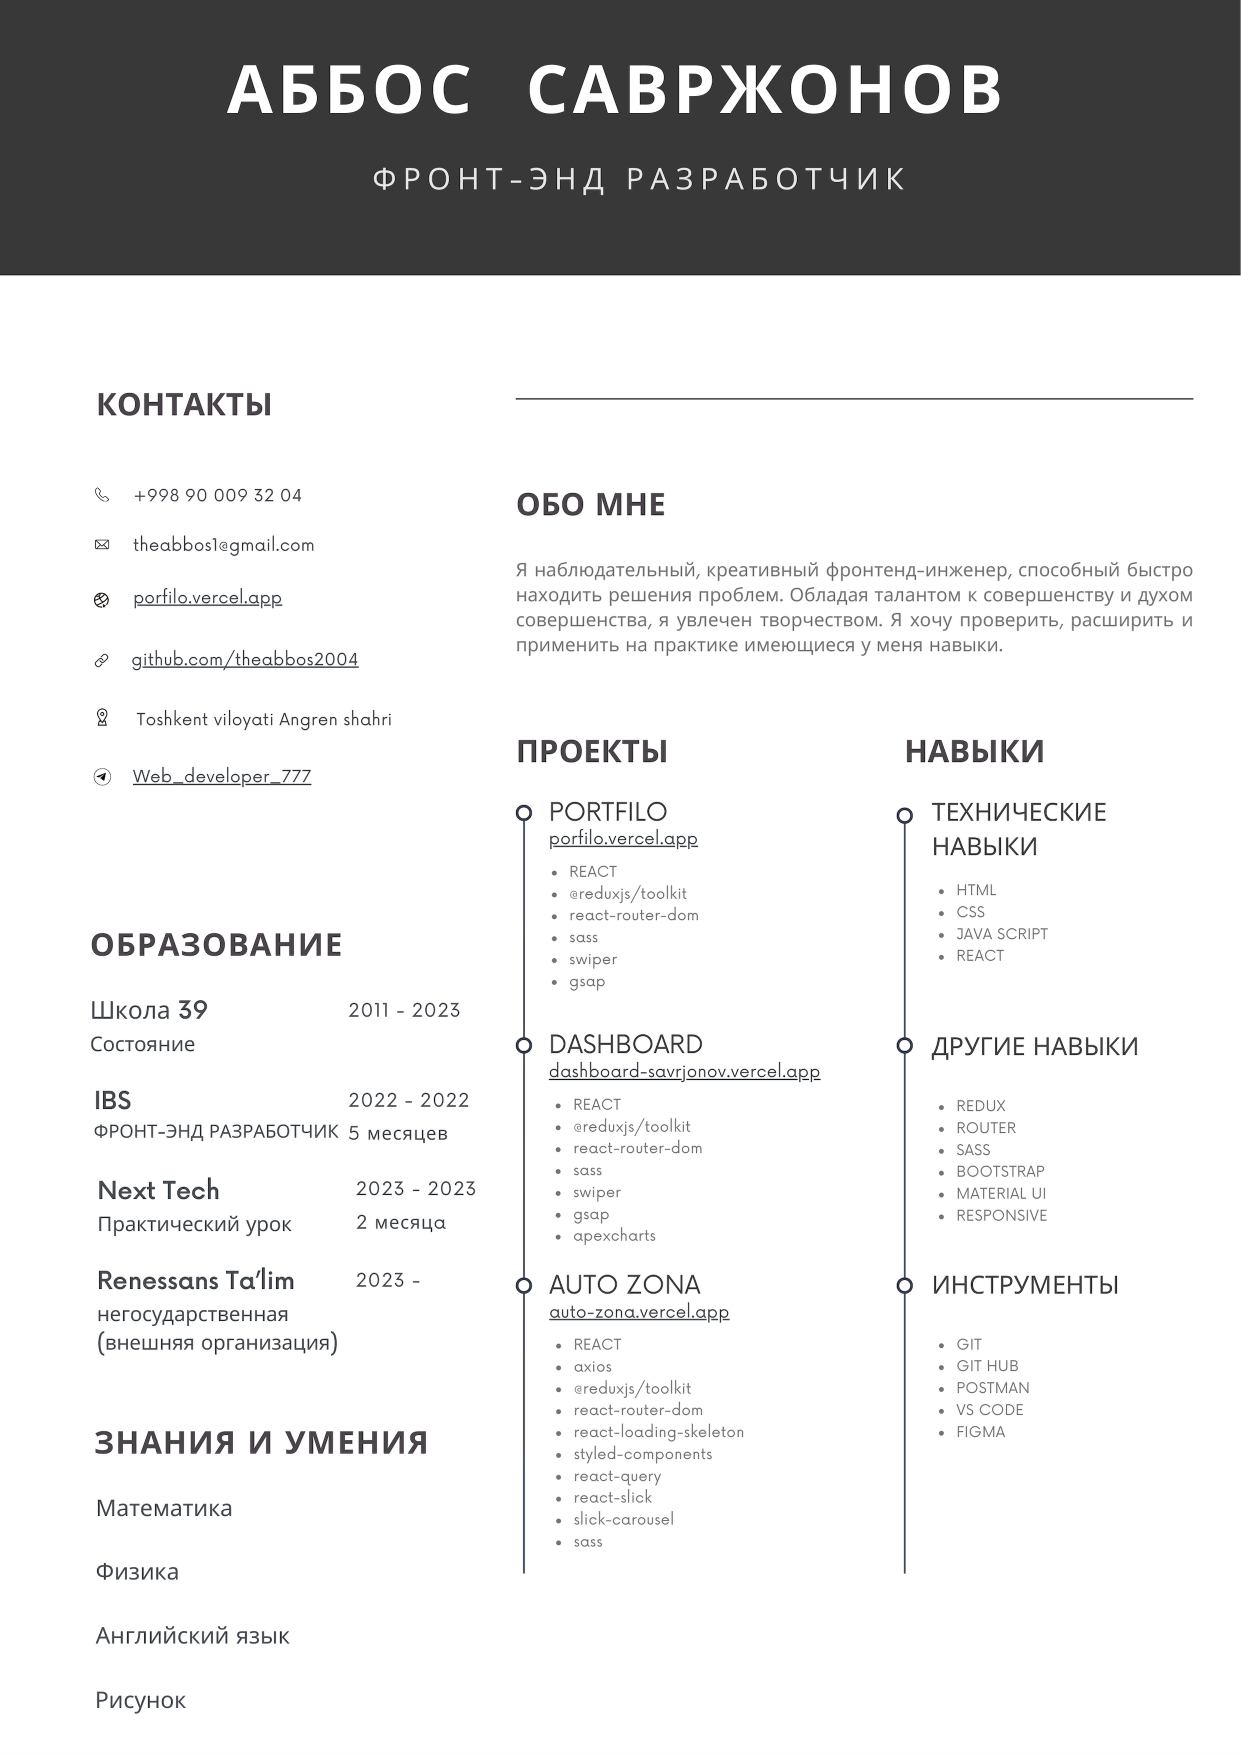 АББОС САВРЖОНОВ
ФРОНТ-ЭНД РАЗРАБОТЧИК
КОНТАКТЫ
+998 90 009 32 04
theabbos1@gmail.com
porfilo.vercel.app
github.com/theabbos2004
Toshkent viloyati Angren shahri
Web_developer_777
ОБРАЗОВАНИЕ
Школа 39 2011 - 2023
Состояние
IBS 2022 - 2022
ФРОНТ-ЭНД РАЗРАБОТЧИК 5 месяцев
Next Tech 2023 - 2023
Практический урок 2 месяца
Renessans Ta’lim 2023 -
негосударственная
(внешняя организация)
ЗНАНИЯ И УМЕНИЯ
Математика
Физика
Английский язык
Рисунок
ОБО МНЕ
Я наблюдательный, креативный фронтенд-инженер, способный быстро
находить решения проблем. Обладая талантом к совершенству и духом
совершенства, я увлечен творчеством. Я хочу проверить, расширить и
применить на практике имеющиеся у меня навыки.
ПРОЕКТЫ
PORTFILO
porfilo.vercel.app
• REACT
• @reduxjs/toolkit
• react-router-dom
• sass
• swiper
• gsap
DASHBOARD
dashboard-savrjonov.vercel.app
• REACT
• @reduxjs/toolkit
• react-router-dom
• sass
• swiper
• gsap
• apexcharts
AUTO ZONA
auto-zona.vercel.app
• REACT
• axios
• @reduxjs/toolkit
• react-router-dom
• react-loading-skeleton
• styled-components
• react-query
• react-slick
• slick-carousel
• sass
НАВЫКИ
ТЕХНИЧЕСКИЕ
НАВЫКИ
• HTML
• CSS
• JAVA SCRIPT
• REACT
ДРУГИЕ НАВЫКИ
• REDUX
• ROUTER
• SASS
• BOOTSTRAP
• MATERIAL UI
• RESPONSIVE
ИНСТРУМЕНТЫ
• GIT
• GIT HUB
• POSTMAN
• VS CODE
• FIGMA